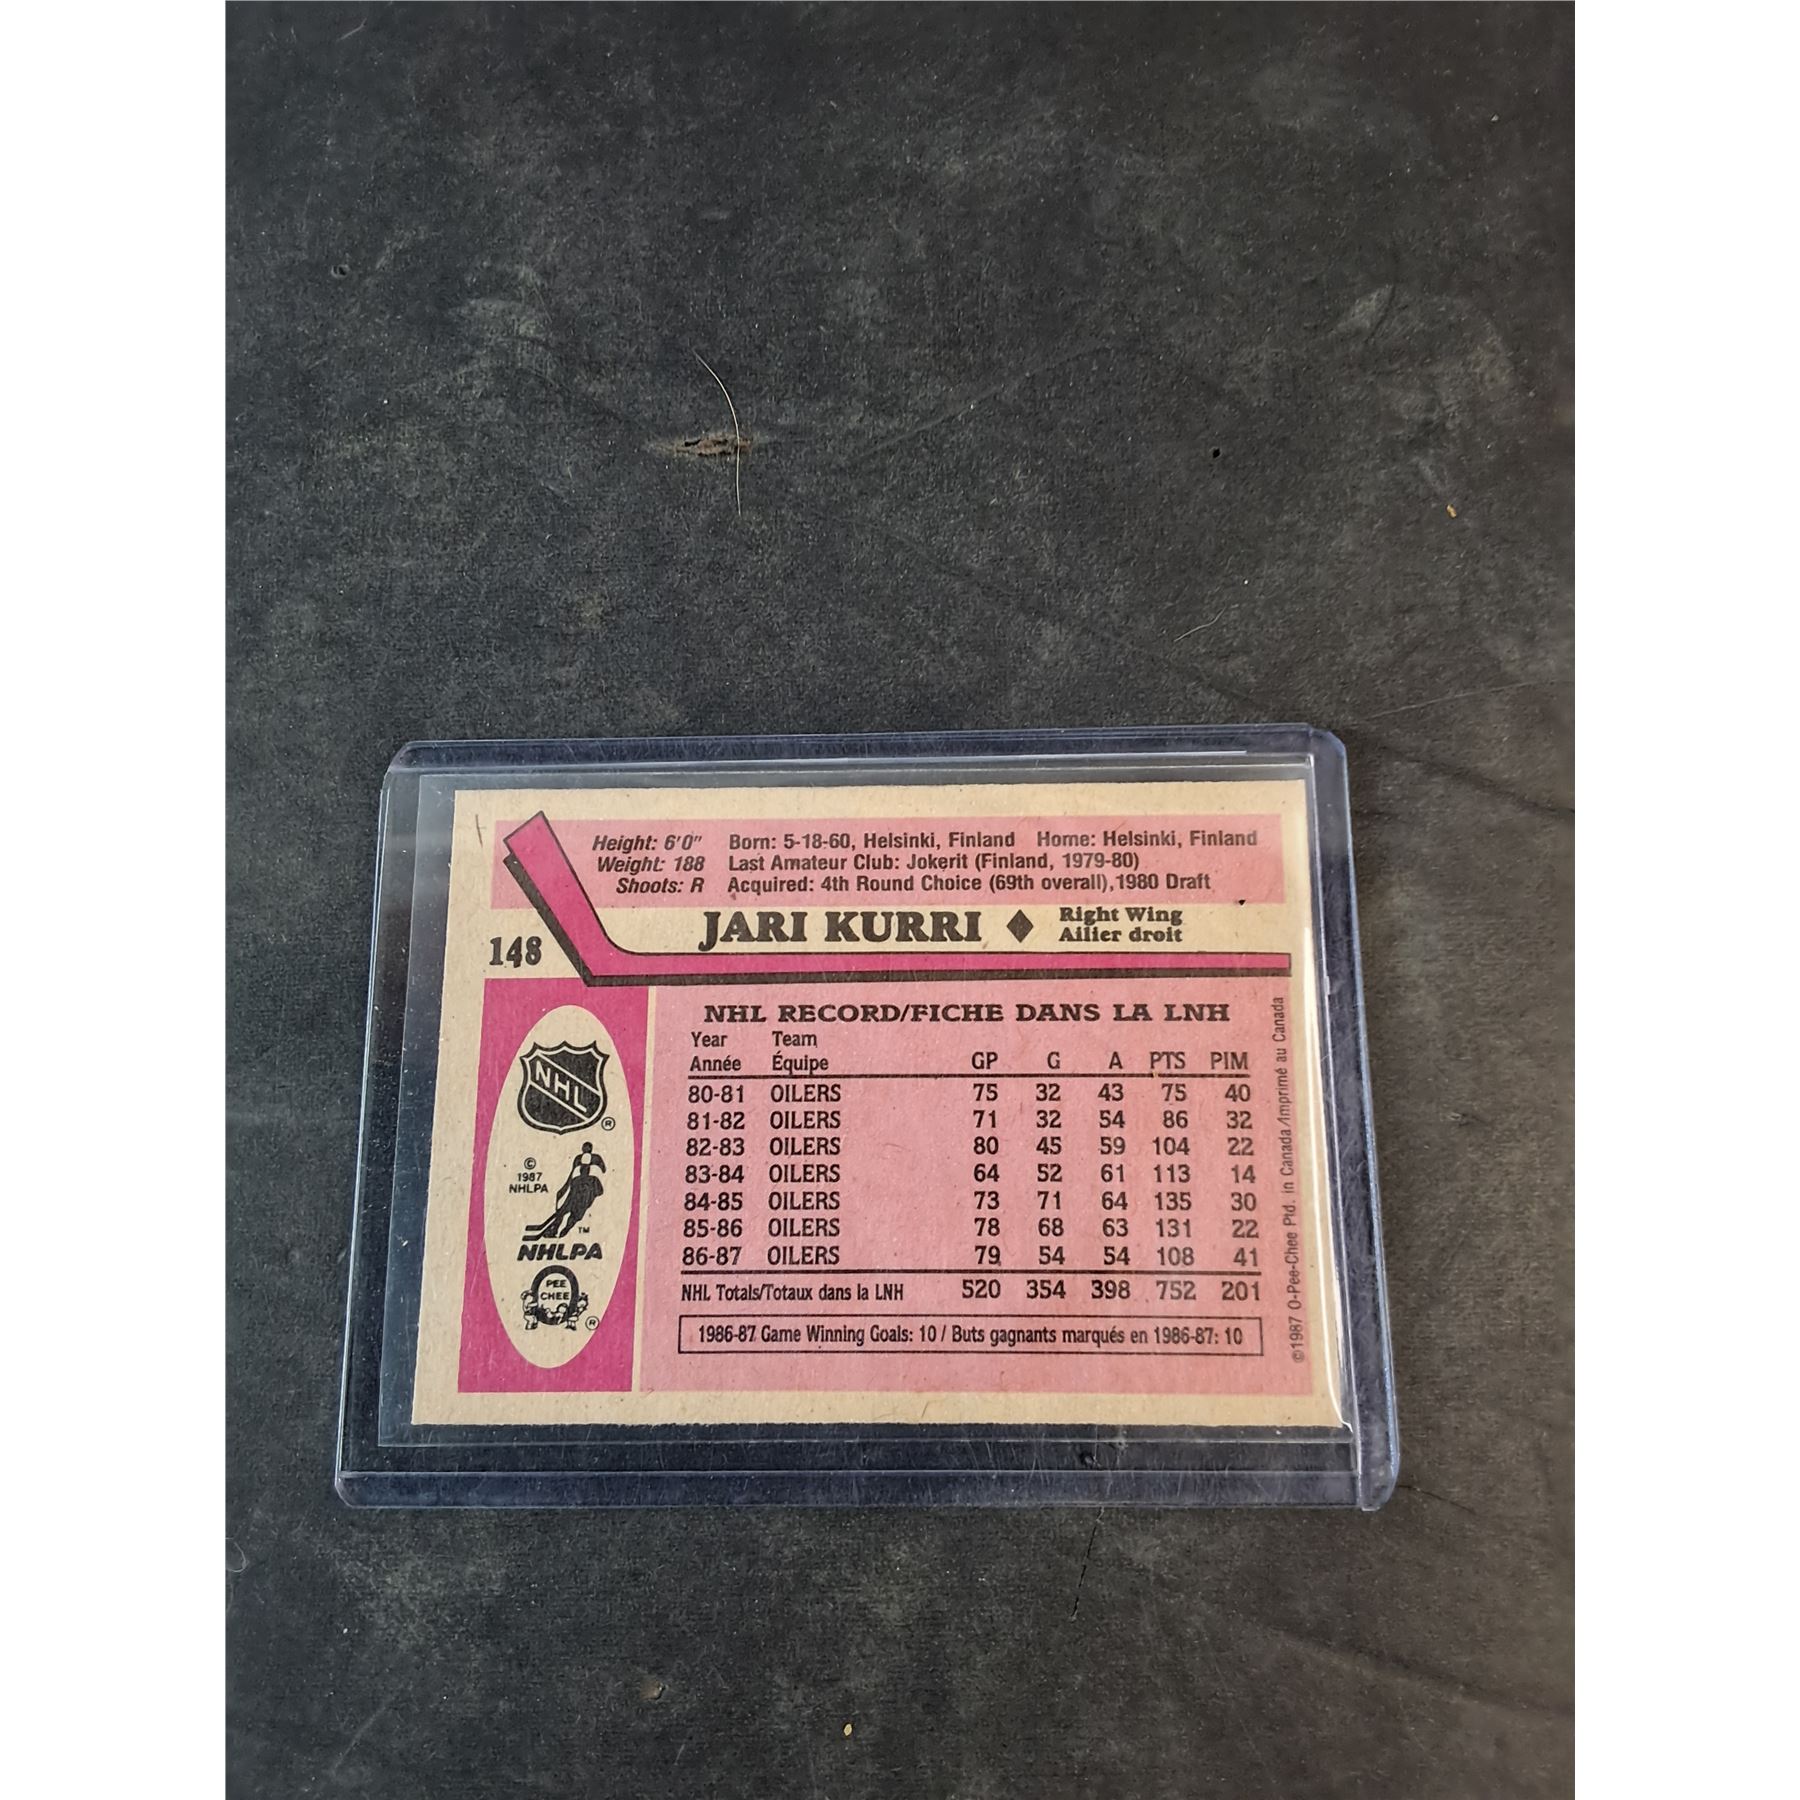 Height: 6'0" Born: 5-18-60, Helsinki, Finland Home: Helsinki, Finland
Weight: 188 Last Amateur Club: Jokerit (Finland, 1979-80)
Shoots: R Acquired: 4th Round Choice (69th overall), 1980 Draft
148 JARI KURRI ♦ Right Wing
Ailier droit
NHL RECORD/FICHE DANS LA LNH
Year Team
Année Équipe GP G A PTS PIM
80-81 OILERS 75 32 43 75 40
81-82 OILERS 71 32 54 86 32
82-83 OILERS 80 45 59 104 22
83-84 OILERS 64 52 61 113 14
84-85 OILERS 73 71 64 135 30
85-86 OILERS 78 68 63 131 22
86-87 OILERS 79 54 54 108 41
NHL Totals/Totaux dans la LNH 520 354 398 752 201
1986-87 Game Winning Goals: 10 / Buts gagnants marqués en 1986-87: 10
NHL
®
©
1987
NHLPA
TM
NHLPA
O
PEE
CHEE
®
©1987 O-Pee-Chee Ptd. in Canada/Imprimé au Canada